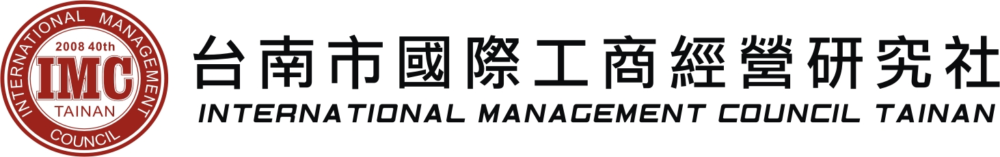 INTERNATIONAL MANAGEMENT
2008 40th
IMC
TAINAN
COUNCIL
台南市國際工商經營研究社
INTERNATIONAL MANAGEMENT COUNCIL TAINAN